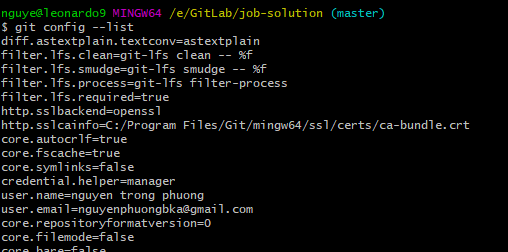 nguye@leonardo9 MINGW64 /e/GitLab/job-solution (master)
$ git config --list
diff.astextplain.textconv=astextplain
filter.lfs.clean=git-lfs clean -- %f
filter.lfs.smudge=git-lfs smudge -- %f
filter.lfs.process=git-lfs filter-process
filter.lfs.required=true
http.sslbackend=openssl
http.sslcainfo=C:/Program Files/Git/mingw64/ssl/certs/ca-bundle.crt
core.autocrlf=true
core.fscache=true
core.symlinks=false
credential.helper=manager
user.name=nguyen trong phuong
user.email=nguyenphuongbka@gmail.com
core.repositoryformatversion=0
core.filemode=false
core.bare=false